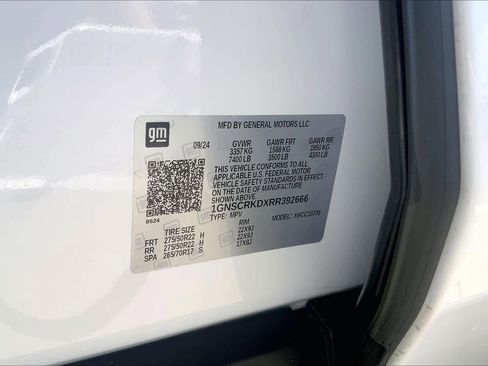 gm
MFD BY GENERAL MOTORS LLC
09/24 GVWR GAWR FRT GAWR RR
3357 KG 1588 KG 1950 KG
7400 LB 3500 LB 4300 LB
THIS VEHICLE CONFORMS TO ALL
APPLICABLE U.S. FEDERAL MOTOR
VEHICLE SAFETY STANDARDS IN
EFFECT ON THE DATE OF
MANUFACTURE SHOWN ABOVE.
1GNSCRKDXRR392666
B624 TYPE: MPV MODEL:
TIRE SIZE RIM
FRT 275/50R22 H 22X9J
RR 275/50R22 H 22X9J
SPA 265/70R17 S 17X8J